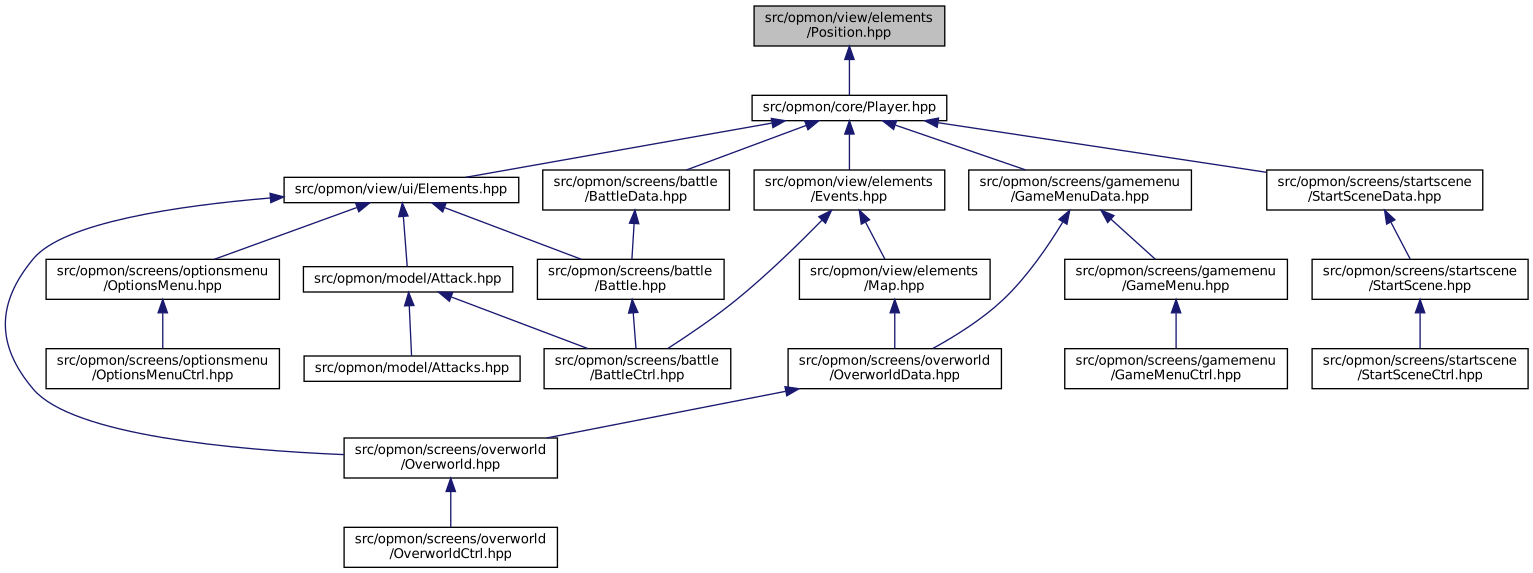 src/opmon/view/elements
/Position.hpp
src/opmon/core/Player.hpp
src/opmon/view/ui/Elements.hpp
src/opmon/screens/battle
/BattleData.hpp
src/opmon/view/elements
/Events.hpp
src/opmon/screens/gamemenu
/GameMenuData.hpp
src/opmon/screens/startscene
/StartSceneData.hpp
src/opmon/screens/optionsmenu
/OptionsMenu.hpp
src/opmon/model/Attack.hpp
src/opmon/screens/battle
/Battle.hpp
src/opmon/view/elements
/Map.hpp
src/opmon/screens/gamemenu
/GameMenu.hpp
src/opmon/screens/startscene
/StartScene.hpp
src/opmon/screens/optionsmenu
/OptionsMenuCtrl.hpp
src/opmon/model/Attacks.hpp
src/opmon/screens/battle
/BattleCtrl.hpp
src/opmon/screens/overworld
/OverworldData.hpp
src/opmon/screens/gamemenu
/GameMenuCtrl.hpp
src/opmon/screens/startscene
/StartSceneCtrl.hpp
src/opmon/screens/overworld
/Overworld.hpp
src/opmon/screens/overworld
/OverworldCtrl.hpp